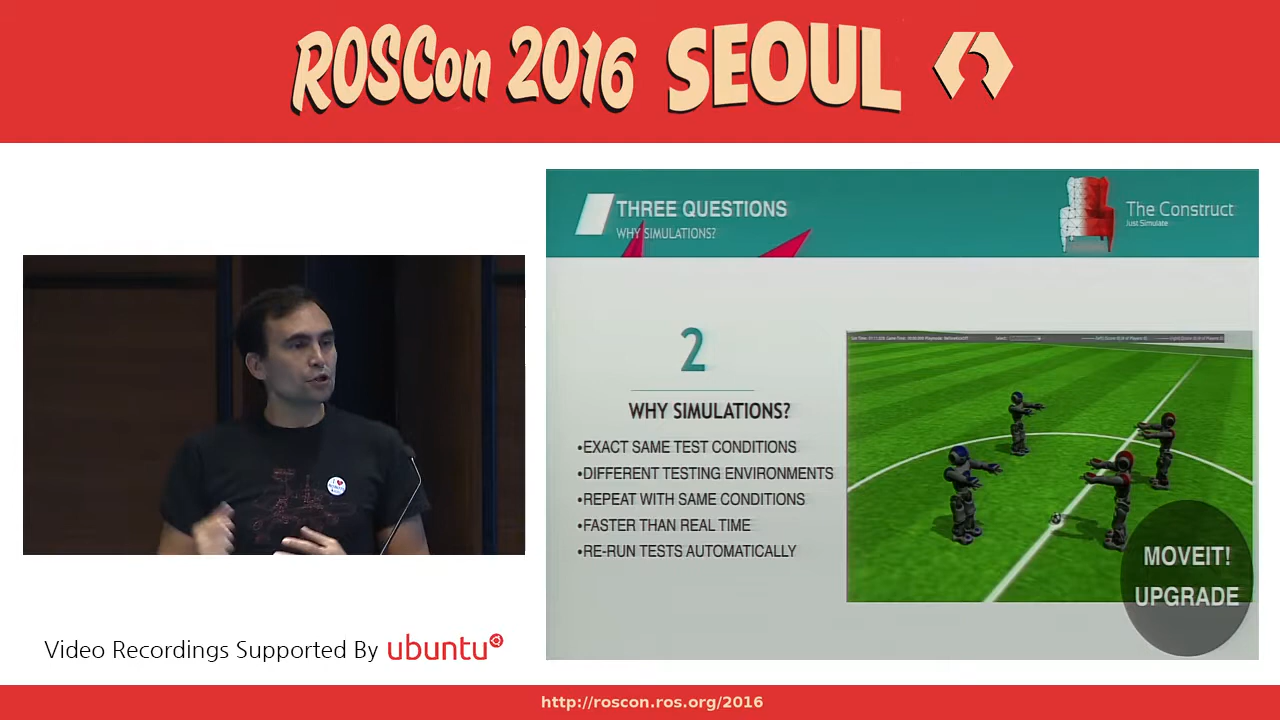 ROSCon 2016 SEOUL
THREE QUESTIONS
WHY SIMULATIONS?
The Construct
Just Simulate
2
WHY SIMULATIONS?
•EXACT SAME TEST CONDITIONS
•DIFFERENT TESTING ENVIRONMENTS
•REPEAT WITH SAME CONDITIONS
•FASTER THAN REAL TIME
•RE-RUN TESTS AUTOMATICALLY
MOVEIT!
UPGRADE
Video Recordings Supported By ubuntu
http://roscon.ros.org/2016